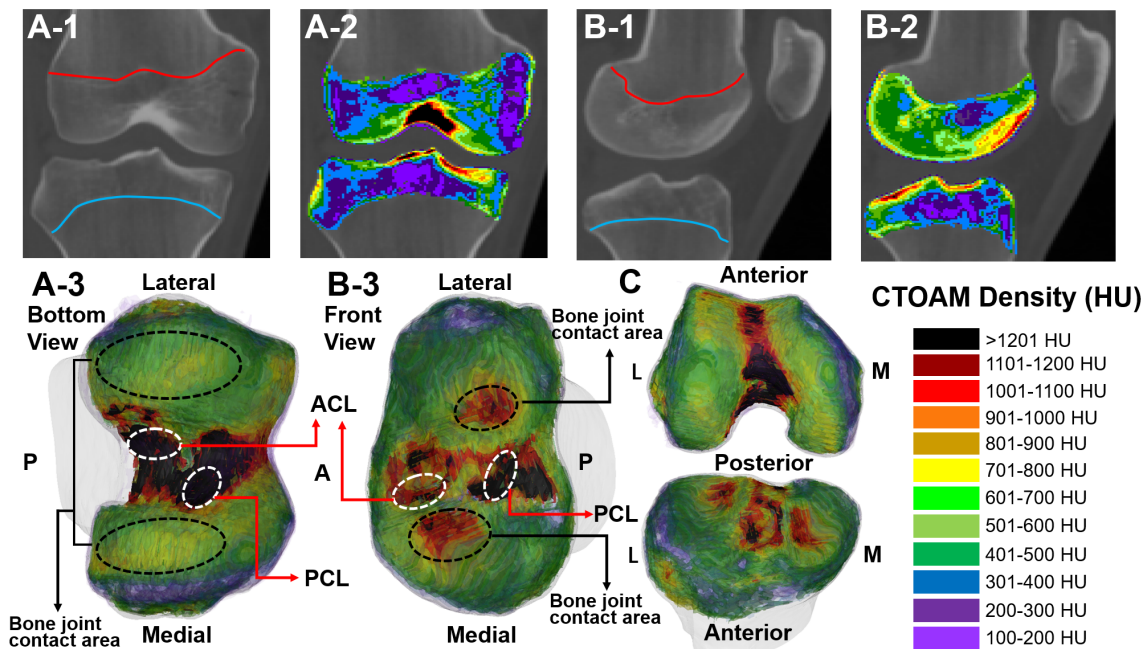 A-1
A-2
B-1
B-2
A-3
Bottom
View
Lateral
P
Bone joint
contact area
Medial
ACL
PCL
B-3
Front
View
Lateral
A
P
Medial
Bone joint
contact area
PCL
Bone joint
contact area
C
Anterior
L
M
Posterior
L
M
Anterior
CTOAM Density (HU)
>1201 HU
1101-1200 HU
1001-1100 HU
901-1000 HU
801-900 HU
701-800 HU
601-700 HU
501-600 HU
401-500 HU
301-400 HU
200-300 HU
100-200 HU